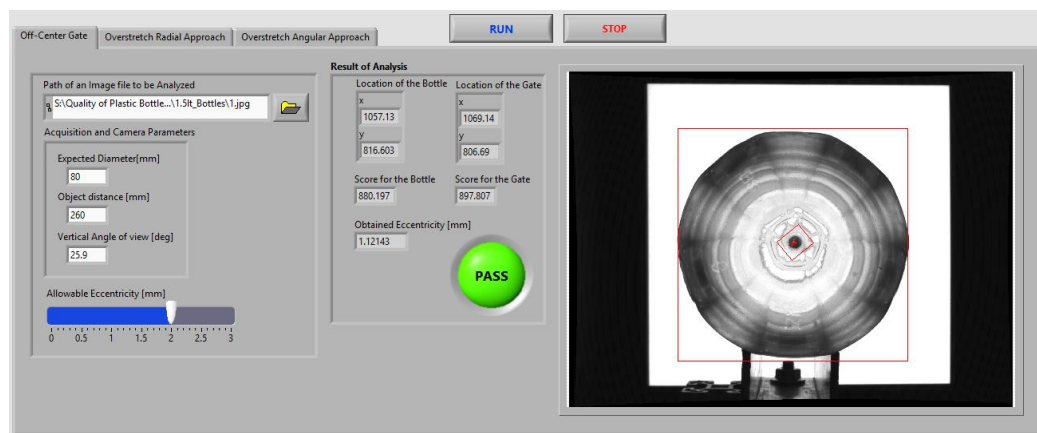 RUN
STOP
Off-Center Gate
Overstretch Radial Approach
Overstretch Angular Approach
Path of an Image file to be Analyzed
S:\Quality of Plastic Bottle...\1.5lt_Bottles\1.jpg
Acquisition and Camera Parameters
Expected Diameter[mm]
80
Object distance [mm]
260
Vertical Angle of view [deg]
25.9
Allowable Eccentricity [mm]
0 0.5 1 1.5 2 2.5 3
Result of Analysis
Location of the Bottle
x
1057.13
y
816.603
Location of the Gate
x
1069.14
y
806.69
Score for the Bottle
880.197
Score for the Gate
897.807
Obtained Eccentricity [mm]
1.12143
PASS